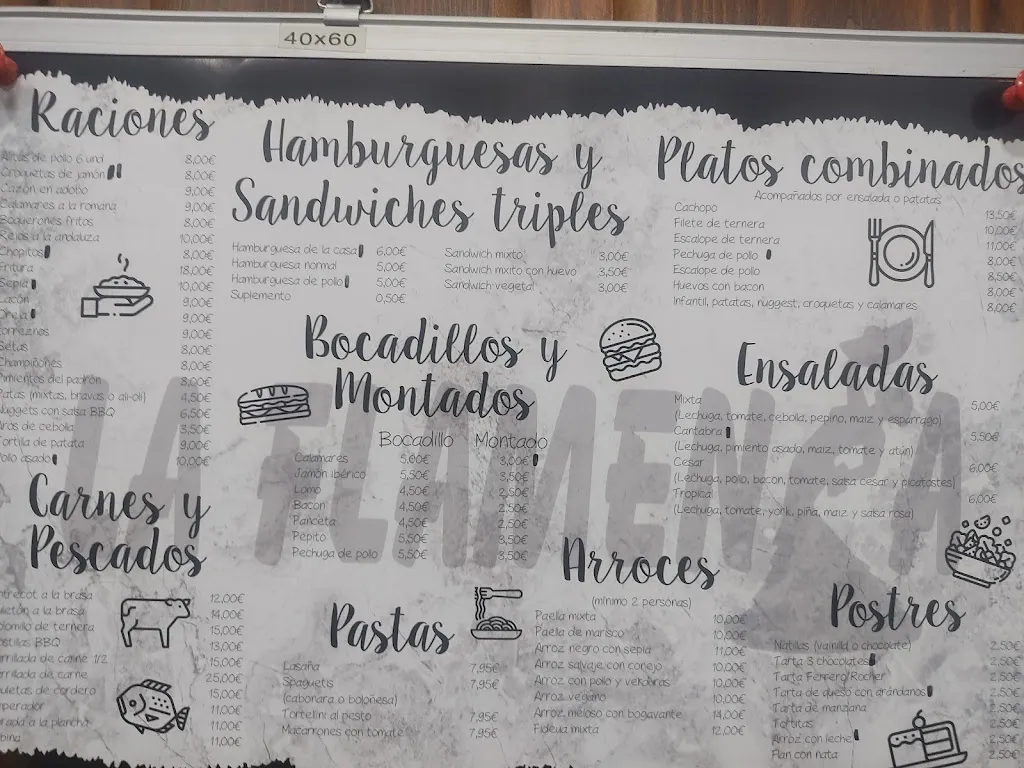 40x60
Raciones
Alitas de pollo 6 und 8,00€
Croquetas de jamón 8,00€
Cazón en adobo 9,00€
Calamares a la romana 9,00€
Boquerones fritos 8,00€
Rejos a la andaluza 10,00€
Chopitos 8,00€
Fritura 18,00€
Sepia 10,00€
Lacón 9,00€
Oreja 9,00€
Torreznos 9,00€
Setas 8,00€
Champiñones 8,00€
Pimientos del padrón 8,00€
Patas (mixtas, bravas o ali-oli) 4,50€
Nuggets con salsa BBQ 6,50€
Aros de cebolla 3,50€
Tortilla de patata 9,00€
Pollo asado 10,00€
Carnes y
Pescados
ntrecot a la brasa 12,00€
uletón a la brasa 14,00€
olomillo de ternera 15,00€
ostillas BBQ 13,00€
arrillada de carne 1/2 15,00€
arrillada de carne 25,00€
uletas de cordero 15,00€
mperador 11,00€
orada a la plancha 11,00€
bina 11,00€
Hamburguesas y
Sandwiches triples
Hamburguesa de la casa 6,00€
Hamburguesa normal 5,00€
Hamburguesa de pollo 5,00€
Suplemento 0,50€
Sandwich mixto 3,00€
Sandwich mxito con huevo 3,50€
Sandwich vegetal 3,00€
Bocadillos y
Montados
Bocadillo Montado
Calamares 5,00€ 3,00€
Jamón ibérico 5,50€ 3,50€
Lomo 4,50€ 2,50€
Bacon 4,50€ 2,50€
Panceta 4,50€ 2,50€
Pepito 5,50€ 3,50€
Pechuga de pollo 5,50€ 3,50€
LA FLAMENCA
Pastas
Lasaña 7,95€
Spaguetis 7,95€
(cabonara o boloñesa)
Tortelini al pesto 7,95€
Macarrones con tomate 7,95€
Arroces
(mínimo 2 personas)
Paella mixta 10,00€
Paella de marisco 10,00€
Arroz negro con sepia 11,00€
Arroz salvaje con conejo 10,00€
Arroz con pollo y verduras 10,00€
Arroz vegano 10,00€
Arroz meloso con bogavante 14,00€
Fideua mixta 12,00€
Platos combinados
Acompañados por ensalada o patatas
Cachopo 13,50€
Filete de ternera 10,00€
Escalope de ternera 11,00€
Pechuga de pollo 8,00€
Escalope de pollo 8,50€
Huevos con bacon 8,00€
Infantil, patatas, nuggest, croquetas y calamares 8,00€
Ensaladas
Mixta 5,00€
(Lechuga, tomate, cebolla, pepino, maiz y esparrago)
Cantabra 5,50€
(Lechuga, pimiento asado, maiz, tomate y atún)
Cesar 6,00€
(Lechuga, pollo, bacon, tomate, salsa cesar y picatostes)
Tropical 6,00€
(Lechuga, tomate, york, piña, maiz y salsa rosa)
Postres
Natillas (vainilla o chocolate) 2,50€
Tarta 3 chocolates 2,50€
Tarta Ferrero/Rocher 2,50€
Tarta de queso con arándanos 2,50€
Tarta de manzana 2,50€
Tortitas 2,50€
Arroz con leche 2,50€
Flan con nata 2,50€